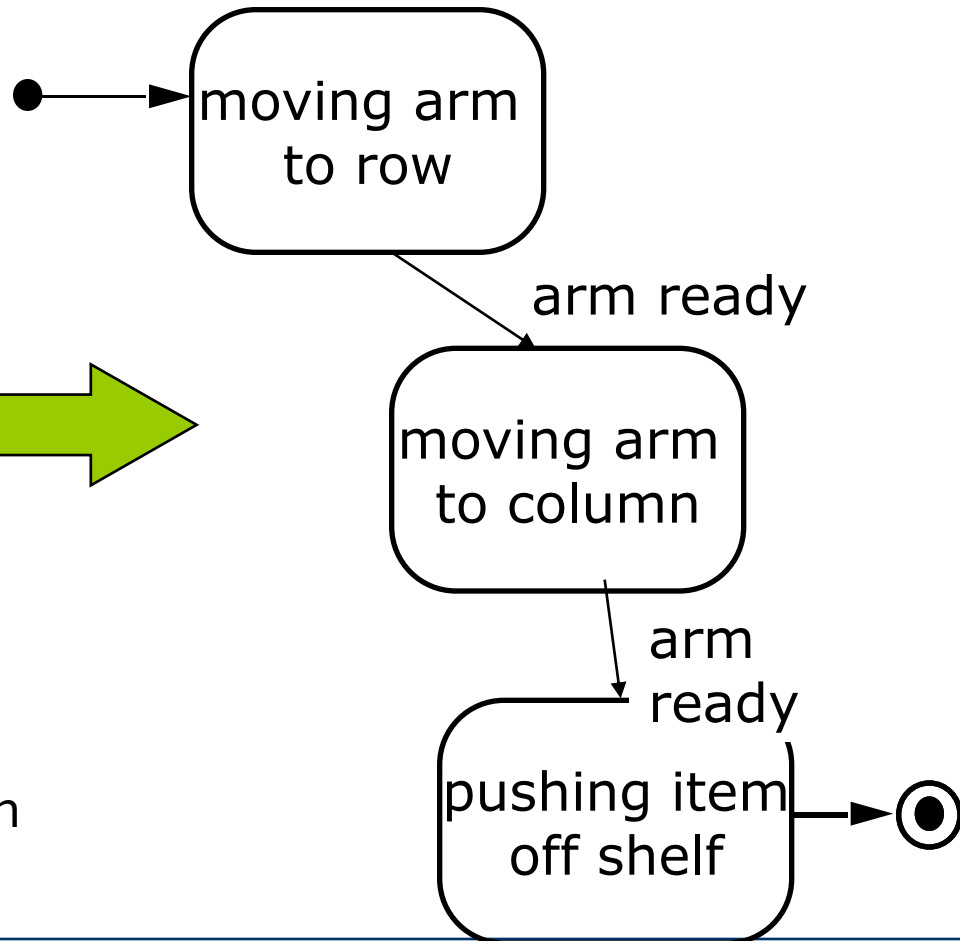 moving arm
to row
arm ready
moving arm
to column
arm
ready
pushing item
off shelf
n